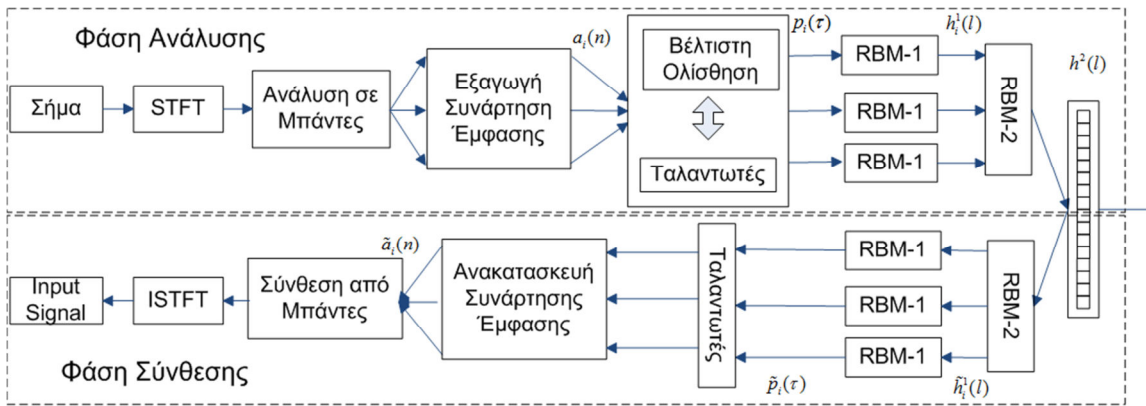 Φάση Ανάλυσης
Σήμα
STFT
Ανάλυση σε
Μπάντες
Εξαγωγή
Συνάρτηση
Έμφασης
a_i(n)
Βέλτιστη
Ολίσθηση
Ταλαντωτές
p_i(τ)
RBM-1
RBM-1
RBM-1
h_i^1(l)
RBM-2
h^2(l)
Input
Signal
ISTFT
Σύνθεση από
Μπάντες
ã_i(n)
Ανακατασκευή
Συνάρτησης
Έμφασης
Ταλαντωτές
p̃_i(τ)
RBM-1
RBM-1
RBM-1
h̃_i^1(l)
RBM-2
Φάση Σύνθεσης